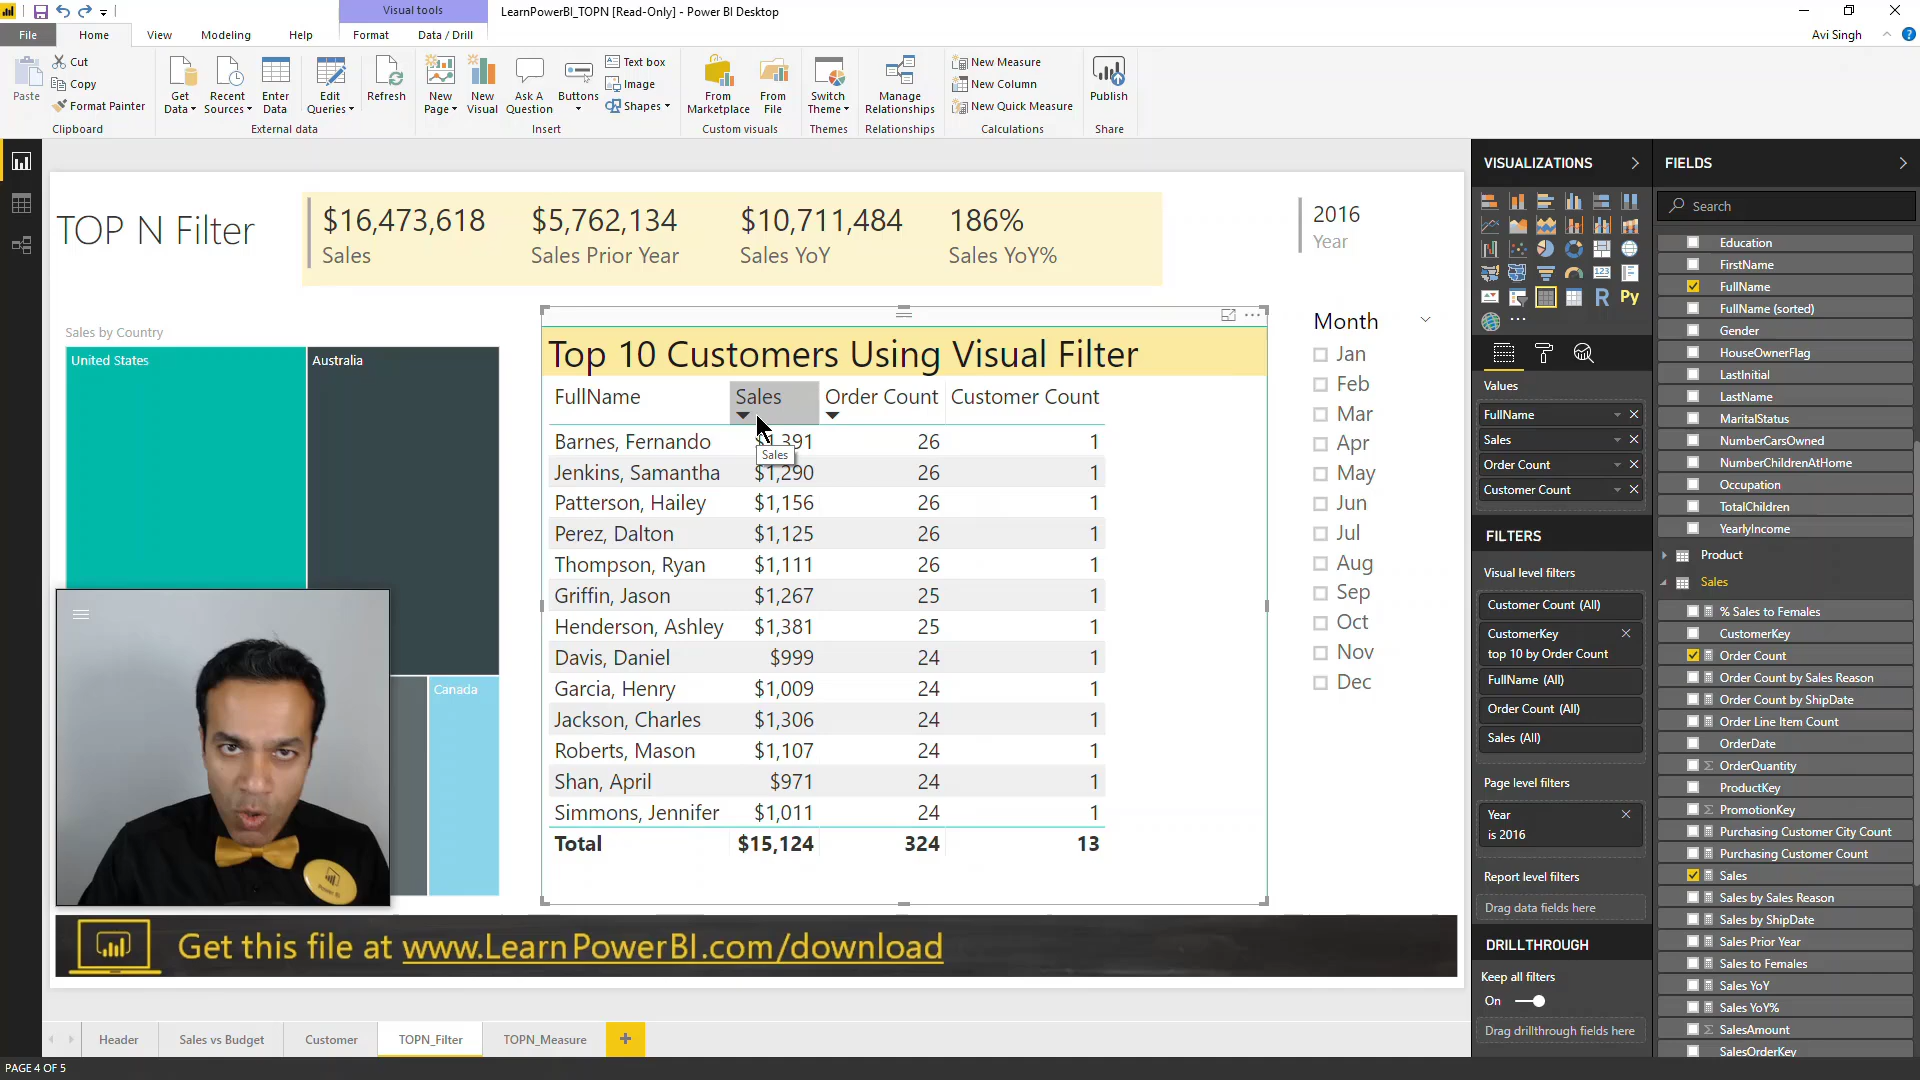 Visual tools
LearnPowerBI_TOPN [Read-Only] - Power BI Desktop
File
Home
View
Modeling
Help
Format
Data / Drill
Avi Singh
Paste
Cut
Copy
Format Painter
Clipboard
Get Data
Recent Sources
Enter Data
Edit Queries
Refresh
External data
New Page
New Visual
Ask A Question
Buttons
Text box
Image
Shapes
Insert
From Marketplace
From File
Custom visuals
Switch Theme
Themes
Manage Relationships
Relationships
New Measure
New Column
New Quick Measure
Calculations
Publish
Share
TOP N Filter
$16,473,618
Sales
$5,762,134
Sales Prior Year
$10,711,484
Sales YoY
186%
Sales YoY%
2016
Year
Sales by Country
United States
Australia
Canada
Top 10 Customers Using Visual Filter
FullName Sales Order Count Customer Count
Barnes, Fernando $1,391 26 1
Sales
Jenkins, Samantha $1,290 26 1
Patterson, Hailey $1,156 26 1
Perez, Dalton $1,125 26 1
Thompson, Ryan $1,111 26 1
Griffin, Jason $1,267 25 1
Henderson, Ashley $1,381 25 1
Davis, Daniel $999 24 1
Garcia, Henry $1,009 24 1
Jackson, Charles $1,306 24 1
Roberts, Mason $1,107 24 1
Shan, April $971 24 1
Simmons, Jennifer $1,011 24 1
Total $15,124 324 13
Month
Jan
Feb
Mar
Apr
May
Jun
Jul
Aug
Sep
Oct
Nov
Dec
Power BI
Get this file at www.LearnPowerBI.com/download
Header
Sales vs Budget
Customer
TOPN_Filter
TOPN_Measure
+
PAGE 4 OF 5
VISUALIZATIONS
123
R
Py
Values
FullName
Sales
Order Count
Customer Count
FILTERS
Visual level filters
Customer Count (All)
CustomerKey
top 10 by Order Count
FullName (All)
Order Count (All)
Sales (All)
Page level filters
Year
is 2016
Report level filters
Drag data fields here
DRILLTHROUGH
Keep all filters
On
Drag drillthrough fields here
FIELDS
Search
Education
FirstName
FullName
FullName (sorted)
Gender
HouseOwnerFlag
LastInitial
LastName
MaritalStatus
NumberCarsOwned
NumberChildrenAtHome
Occupation
TotalChildren
YearlyIncome
Product
Sales
% Sales to Females
CustomerKey
Order Count
Order Count by Sales Reason
Order Count by ShipDate
Order Line Item Count
OrderDate
OrderQuantity
ProductKey
PromotionKey
Purchasing Customer City Count
Purchasing Customer Count
Sales
Sales by Sales Reason
Sales by ShipDate
Sales Prior Year
Sales to Females
Sales YoY
Sales YoY%
SalesAmount
SalesOrderKey